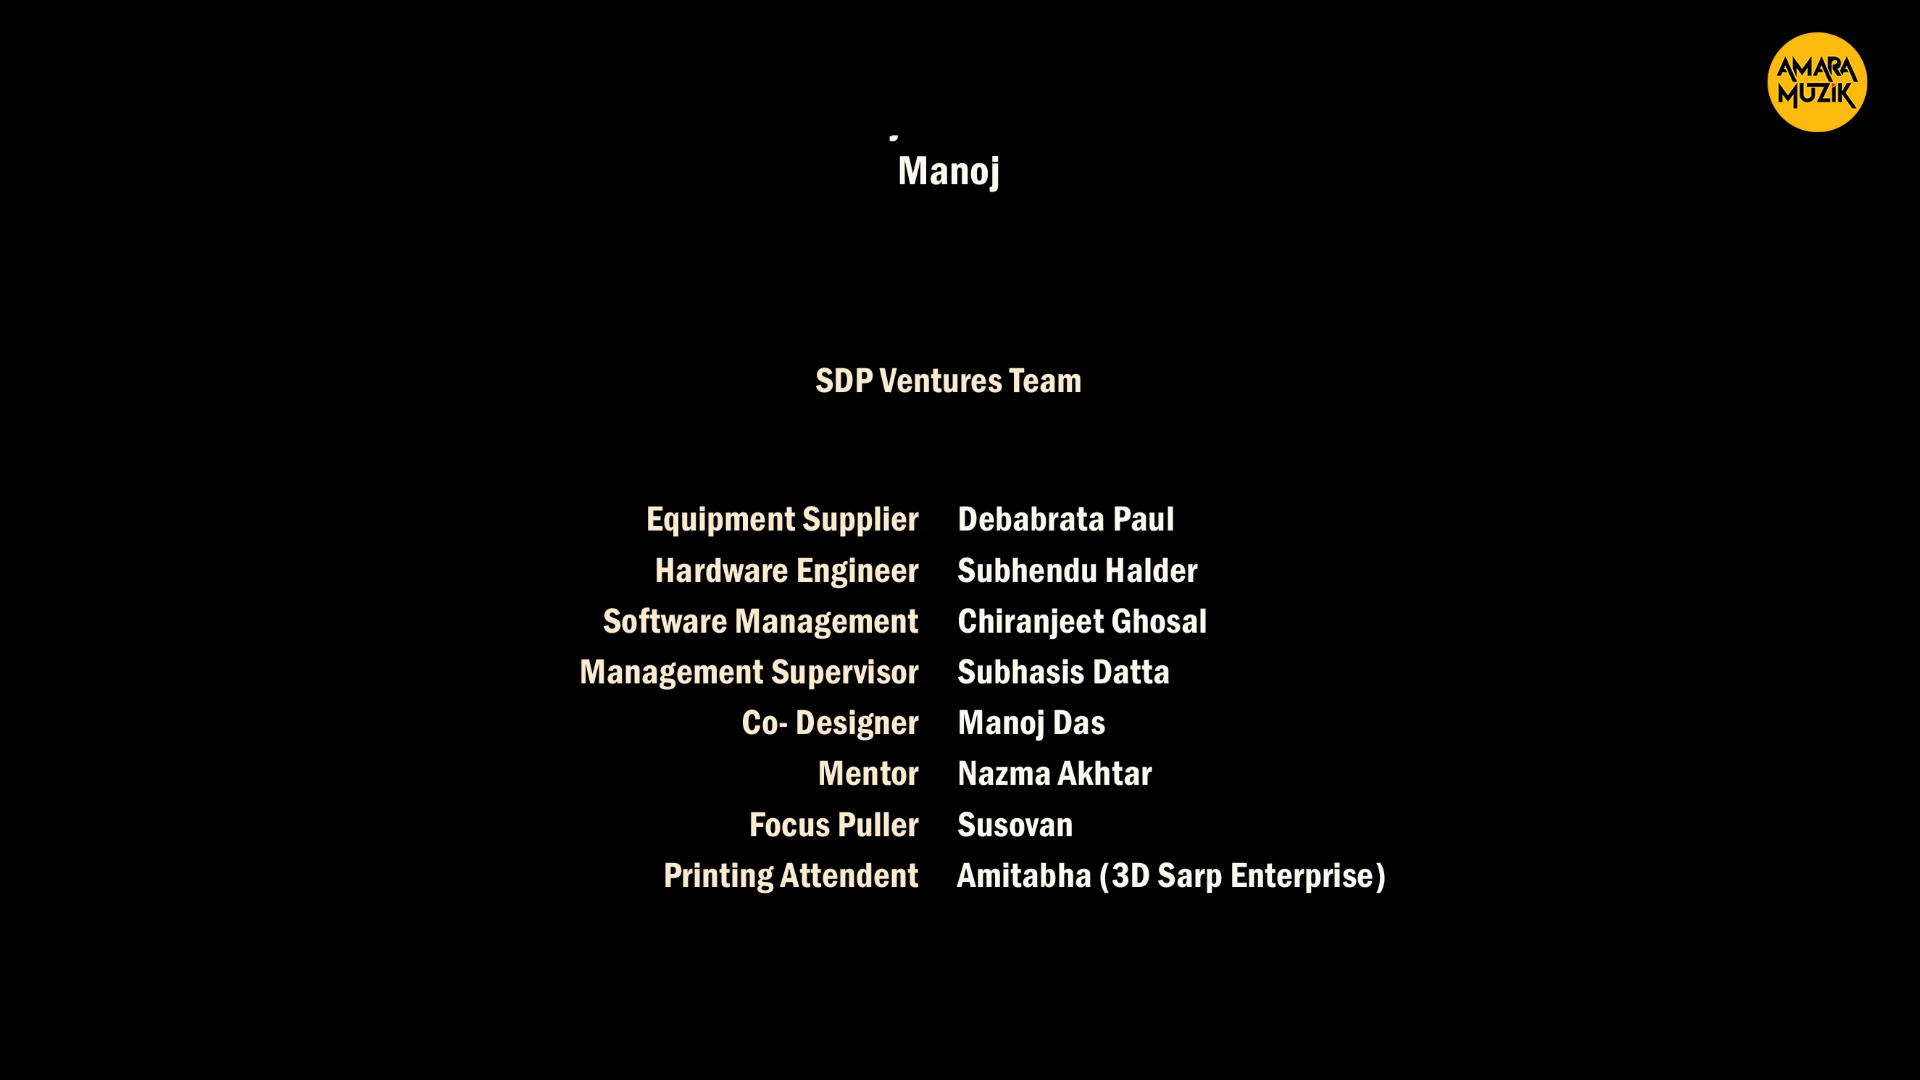 AMARA
MUZIK
Manoj
SDP Ventures Team
Equipment Supplier Debabrata Paul
Hardware Engineer Subhendu Halder
Software Management Chiranjeet Ghosal
Management Supervisor Subhasis Datta
Co- Designer Manoj Das
Mentor Nazma Akhtar
Focus Puller Susovan
Printing Attendent Amitabha (3D Sarp Enterprise)